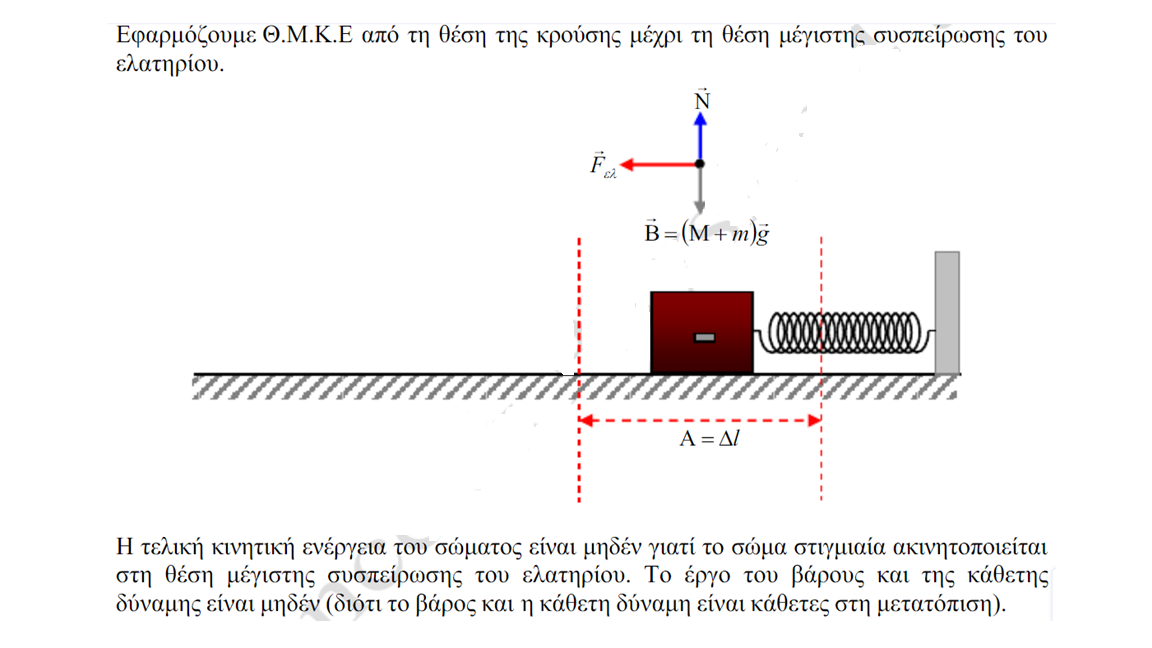 Εφαρμόζουμε Θ.Μ.Κ.Ε από τη θέση της κρούσης μέχρι τη θέση μέγιστης συσπείρωσης του
ελατηρίου.
N⃗
F⃗ελ
B⃗ = (M + m)g⃗
A = Δl
Η τελική κινητική ενέργεια του σώματος είναι μηδέν γιατί το σώμα στιγμιαία ακινητοποιείται
στη θέση μέγιστης συσπείρωσης του ελατηρίου. Το έργο του βάρους και της κάθετης
δύναμης είναι μηδέν (διότι το βάρος και η κάθετη δύναμη είναι κάθετες στη μετατόπιση).